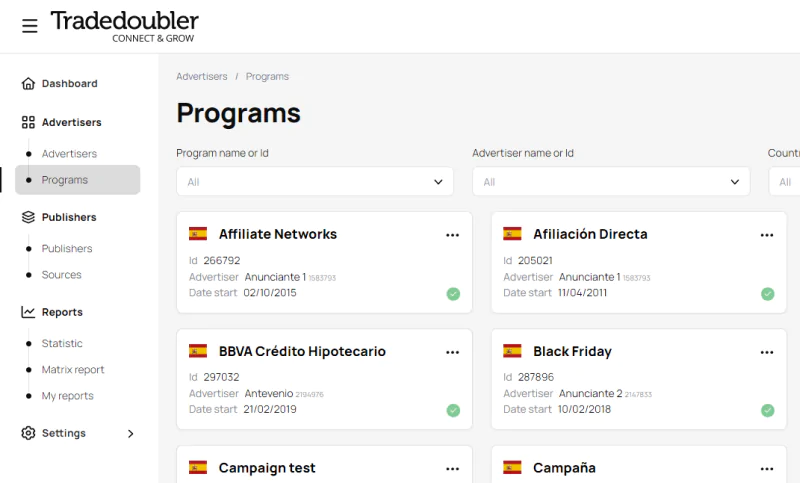 Tradedoubler
CONNECT & GROW
Dashboard
Advertisers
Advertisers
Programs
Publishers
Publishers
Sources
Reports
Statistic
Matrix report
My reports
Settings
Advertisers / Programs
Programs
Program name or Id
All
Advertiser name or Id
All
Countr
All
Affiliate Networks
Id 266792
Advertiser Anunciante 1 1583793
Date start 02/10/2015
Afiliación Directa
Id 205021
Advertiser Anunciante 1 1583793
Date start 11/04/2011
BBVA Crédito Hipotecario
Id 297032
Advertiser Antevenio 2194976
Date start 21/02/2019
Black Friday
Id 287896
Advertiser Anunciante 2 2147833
Date start 10/02/2018
Campaign test
Campaña